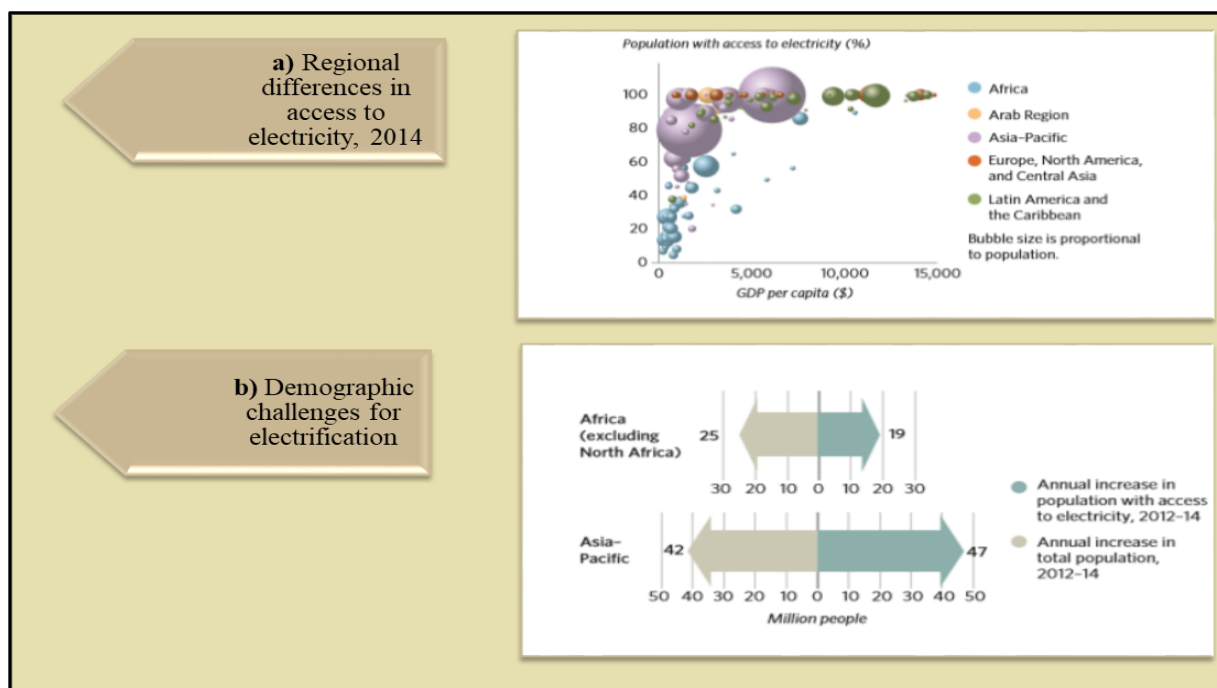 a) Regional
differences in
access to
electricity, 2014
Population with access to electricity (%)
100
80
60
40
20
0
0 5,000 10,000 15,000
GDP per capita ($)
Africa
Arab Region
Asia–Pacific
Europe, North America,
and Central Asia
Latin America and
the Caribbean
Bubble size is proportional
to population.
b) Demographic
challenges for
electrification
Africa
(excluding
North Africa)
25 19
30 20 10 0 10 20 30
Asia–
Pacific
42 47
50 40 30 20 10 0 10 20 30 40 50
Million people
Annual increase in
population with access
to electricity, 2012–14
Annual increase in
total population,
2012–14